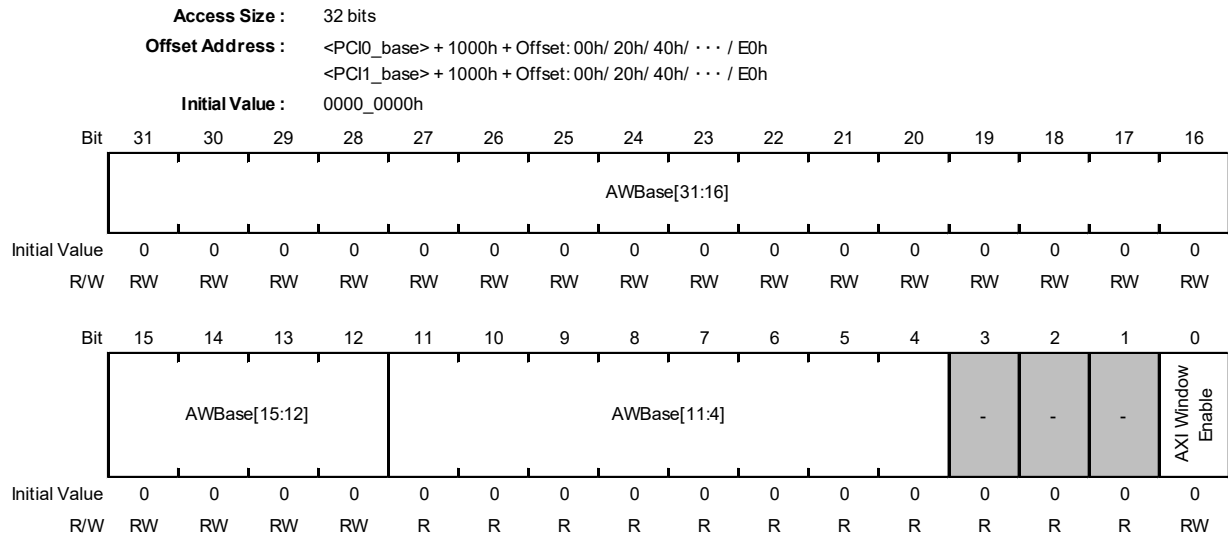 Access Size : 32 bits
Offset Address : <PCI0_base> + 1000h + Offset: 00h/ 20h/ 40h/ ・・・ / E0h
<PCI1_base> + 1000h + Offset: 00h/ 20h/ 40h/ ・・・ / E0h
Initial Value : 0000_0000h
Bit 31 30 29 28 27 26 25 24 23 22 21 20 19 18 17 16
AWBase[31:16]
Initial Value 0 0 0 0 0 0 0 0 0 0 0 0 0 0 0 0
R/W RW RW RW RW RW RW RW RW RW RW RW RW RW RW RW RW
Bit 15 14 13 12 11 10 9 8 7 6 5 4 3 2 1 0
AWBase[15:12] AWBase[11:4] - - - AXI Window
Enable
Initial Value 0 0 0 0 0 0 0 0 0 0 0 0 0 0 0 0
R/W RW RW RW RW R R R R R R R R R R R RW